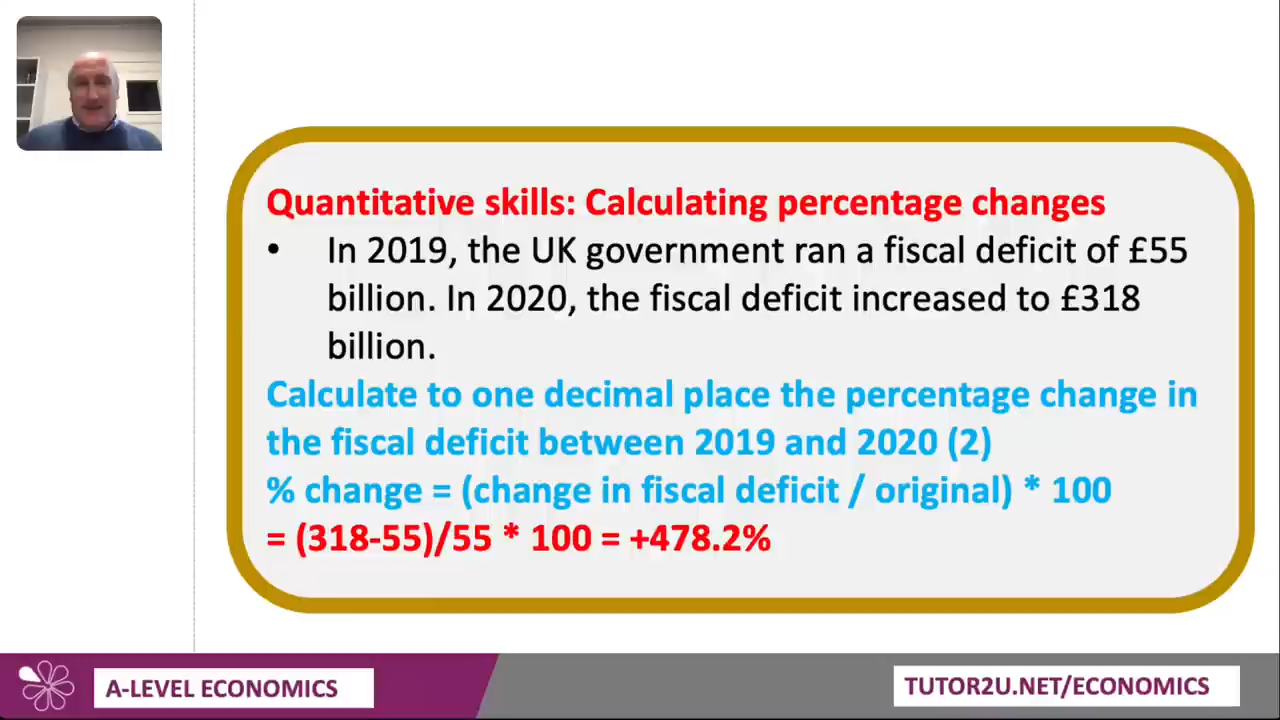 Quantitative skills: Calculating percentage changes
• In 2019, the UK government ran a fiscal deficit of £55
billion. In 2020, the fiscal deficit increased to £318
billion.
Calculate to one decimal place the percentage change in
the fiscal deficit between 2019 and 2020 (2)
% change = (change in fiscal deficit / original) * 100
= (318-55)/55 * 100 = +478.2%
A-LEVEL ECONOMICS
TUTOR2U.NET/ECONOMICS